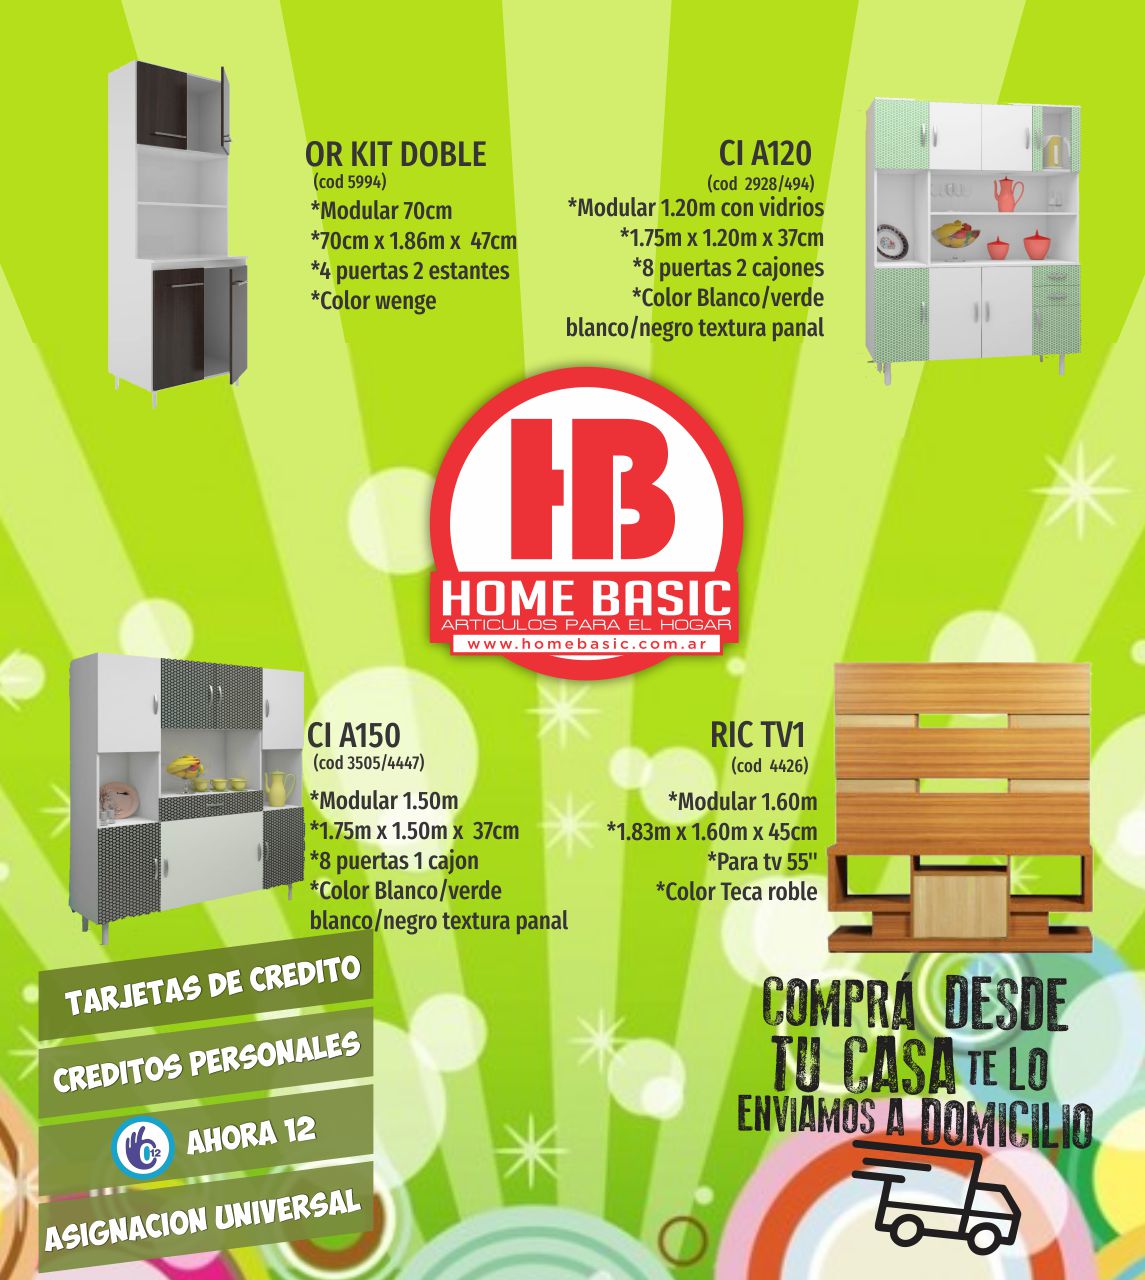 OR KIT DOBLE
(cod 5994)
*Modular 70cm
*70cm x 1.86m x 47cm
*4 puertas 2 estantes
*Color wenge
CI A120
(cod 2928/494)
*Modular 1.20m con vidrios
*1.75m x 1.20m x 37cm
*8 puertas 2 cajones
*Color Blanco/verde
blanco/negro textura panal
HB
HOME BASIC
ARTICULOS PARA EL HOGAR
www.homebasic.com.ar
CI A150
(cod 3505/4447)
*Modular 1.50m
*1.75m x 1.50m x 37cm
*8 puertas 1 cajon
*Color Blanco/verde
blanco/negro textura panal
RIC TV1
(cod 4426)
*Modular 1.60m
*1.83m x 1.60m x 45cm
*Para tv 55"
*Color Teca roble
TARJETAS DE CREDITO
CREDITOS PERSONALES
12 AHORA 12
ASIGNACION UNIVERSAL
COMPRÁ DESDE
TU CASA TE LO
ENVIAMOS A DOMICILIO